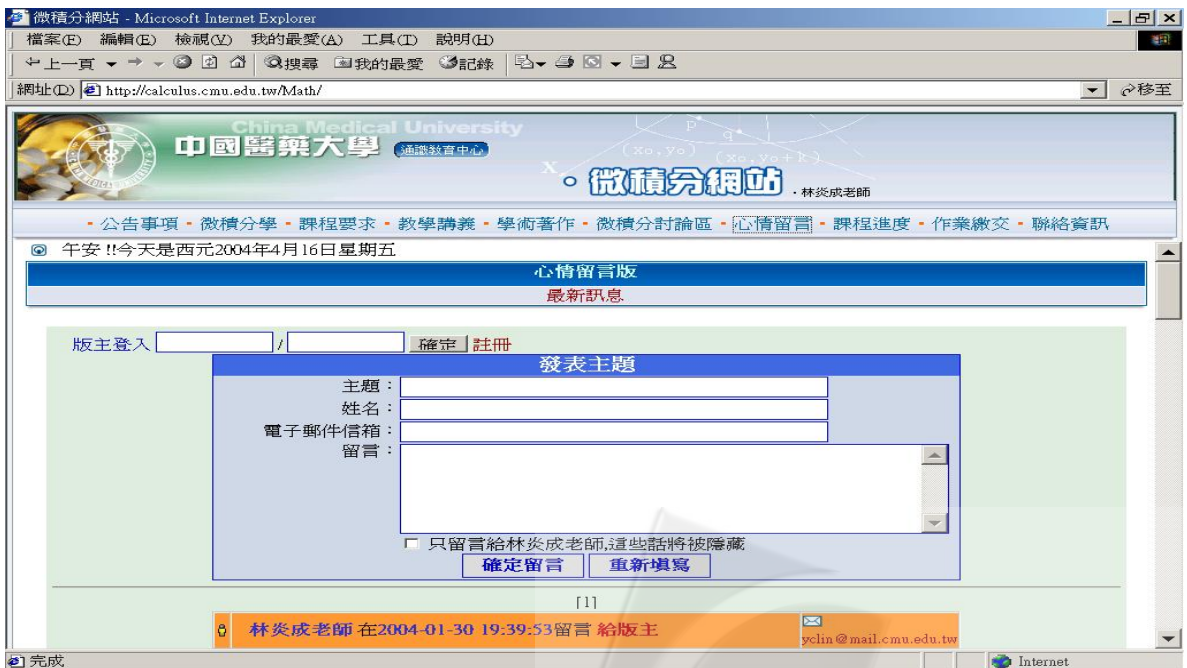 微積分網站 - Microsoft Internet Explorer
檔案(F) 編輯(E) 檢視(V) 我的最愛(A) 工具(T) 說明(H)
上一頁 搜尋 我的最愛 記錄
網址(D) http://calculus.cmu.edu.tw/Math/ 移至
China Medical University
中國醫藥大學 通識教育中心
p q
(xo,yo) (xo,yo+k)
x
微積分網站 .林炎成老師
- 公告事項 - 微積分學 - 課程要求 - 教學講義 - 學術著作 - 微積分討論區 - 心情留言 - 課程進度 - 作業繳交 - 聯絡資訊
午安 !!今天是西元2004年4月16日星期五
心情留言版
最新訊息
版主登入 / 確定 註冊
發表主題
主題：
姓名：
電子郵件信箱：
留言：
只留言給林炎成老師,這些話將被隱藏
確定留言 重新填寫
[1]
林炎成老師 在2004-01-30 19:39:53留言 給版主
yclin@mail.cmu.edu.tw
完成 Internet